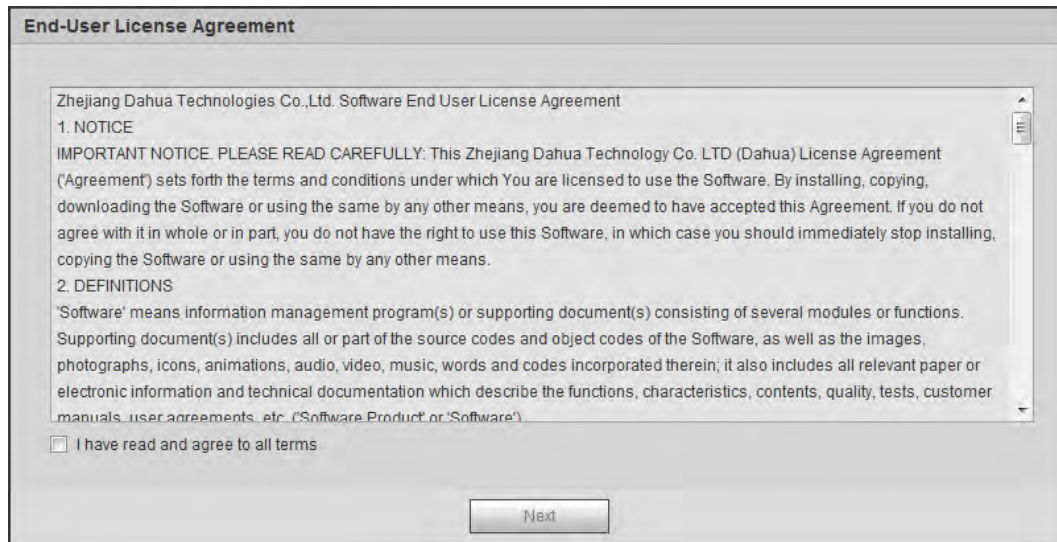 End-User License Agreement
Zhejiang Dahua Technologies Co.,Ltd. Software End User License Agreement
1. NOTICE
IMPORTANT NOTICE. PLEASE READ CAREFULLY: This Zhejiang Dahua Technology Co. LTD (Dahua) License Agreement
('Agreement') sets forth the terms and conditions under which You are licensed to use the Software. By installing, copying,
downloading the Software or using the same by any other means, you are deemed to have accepted this Agreement. If you do not
agree with it in whole or in part, you do not have the right to use this Software, in which case you should immediately stop installing,
copying the Software or using the same by any other means.
2. DEFINITIONS
'Software' means information management program(s) or supporting document(s) consisting of several modules or functions.
Supporting document(s) includes all or part of the source codes and object codes of the Software, as well as the images,
photographs, icons, animations, audio, video, music, words and codes incorporated therein; it also includes all relevant paper or
electronic information and technical documentation which describe the functions, characteristics, contents, quality, tests, customer
manuals, user agreements, etc. ('Software Product' or 'Software').
I have read and agree to all terms
Next